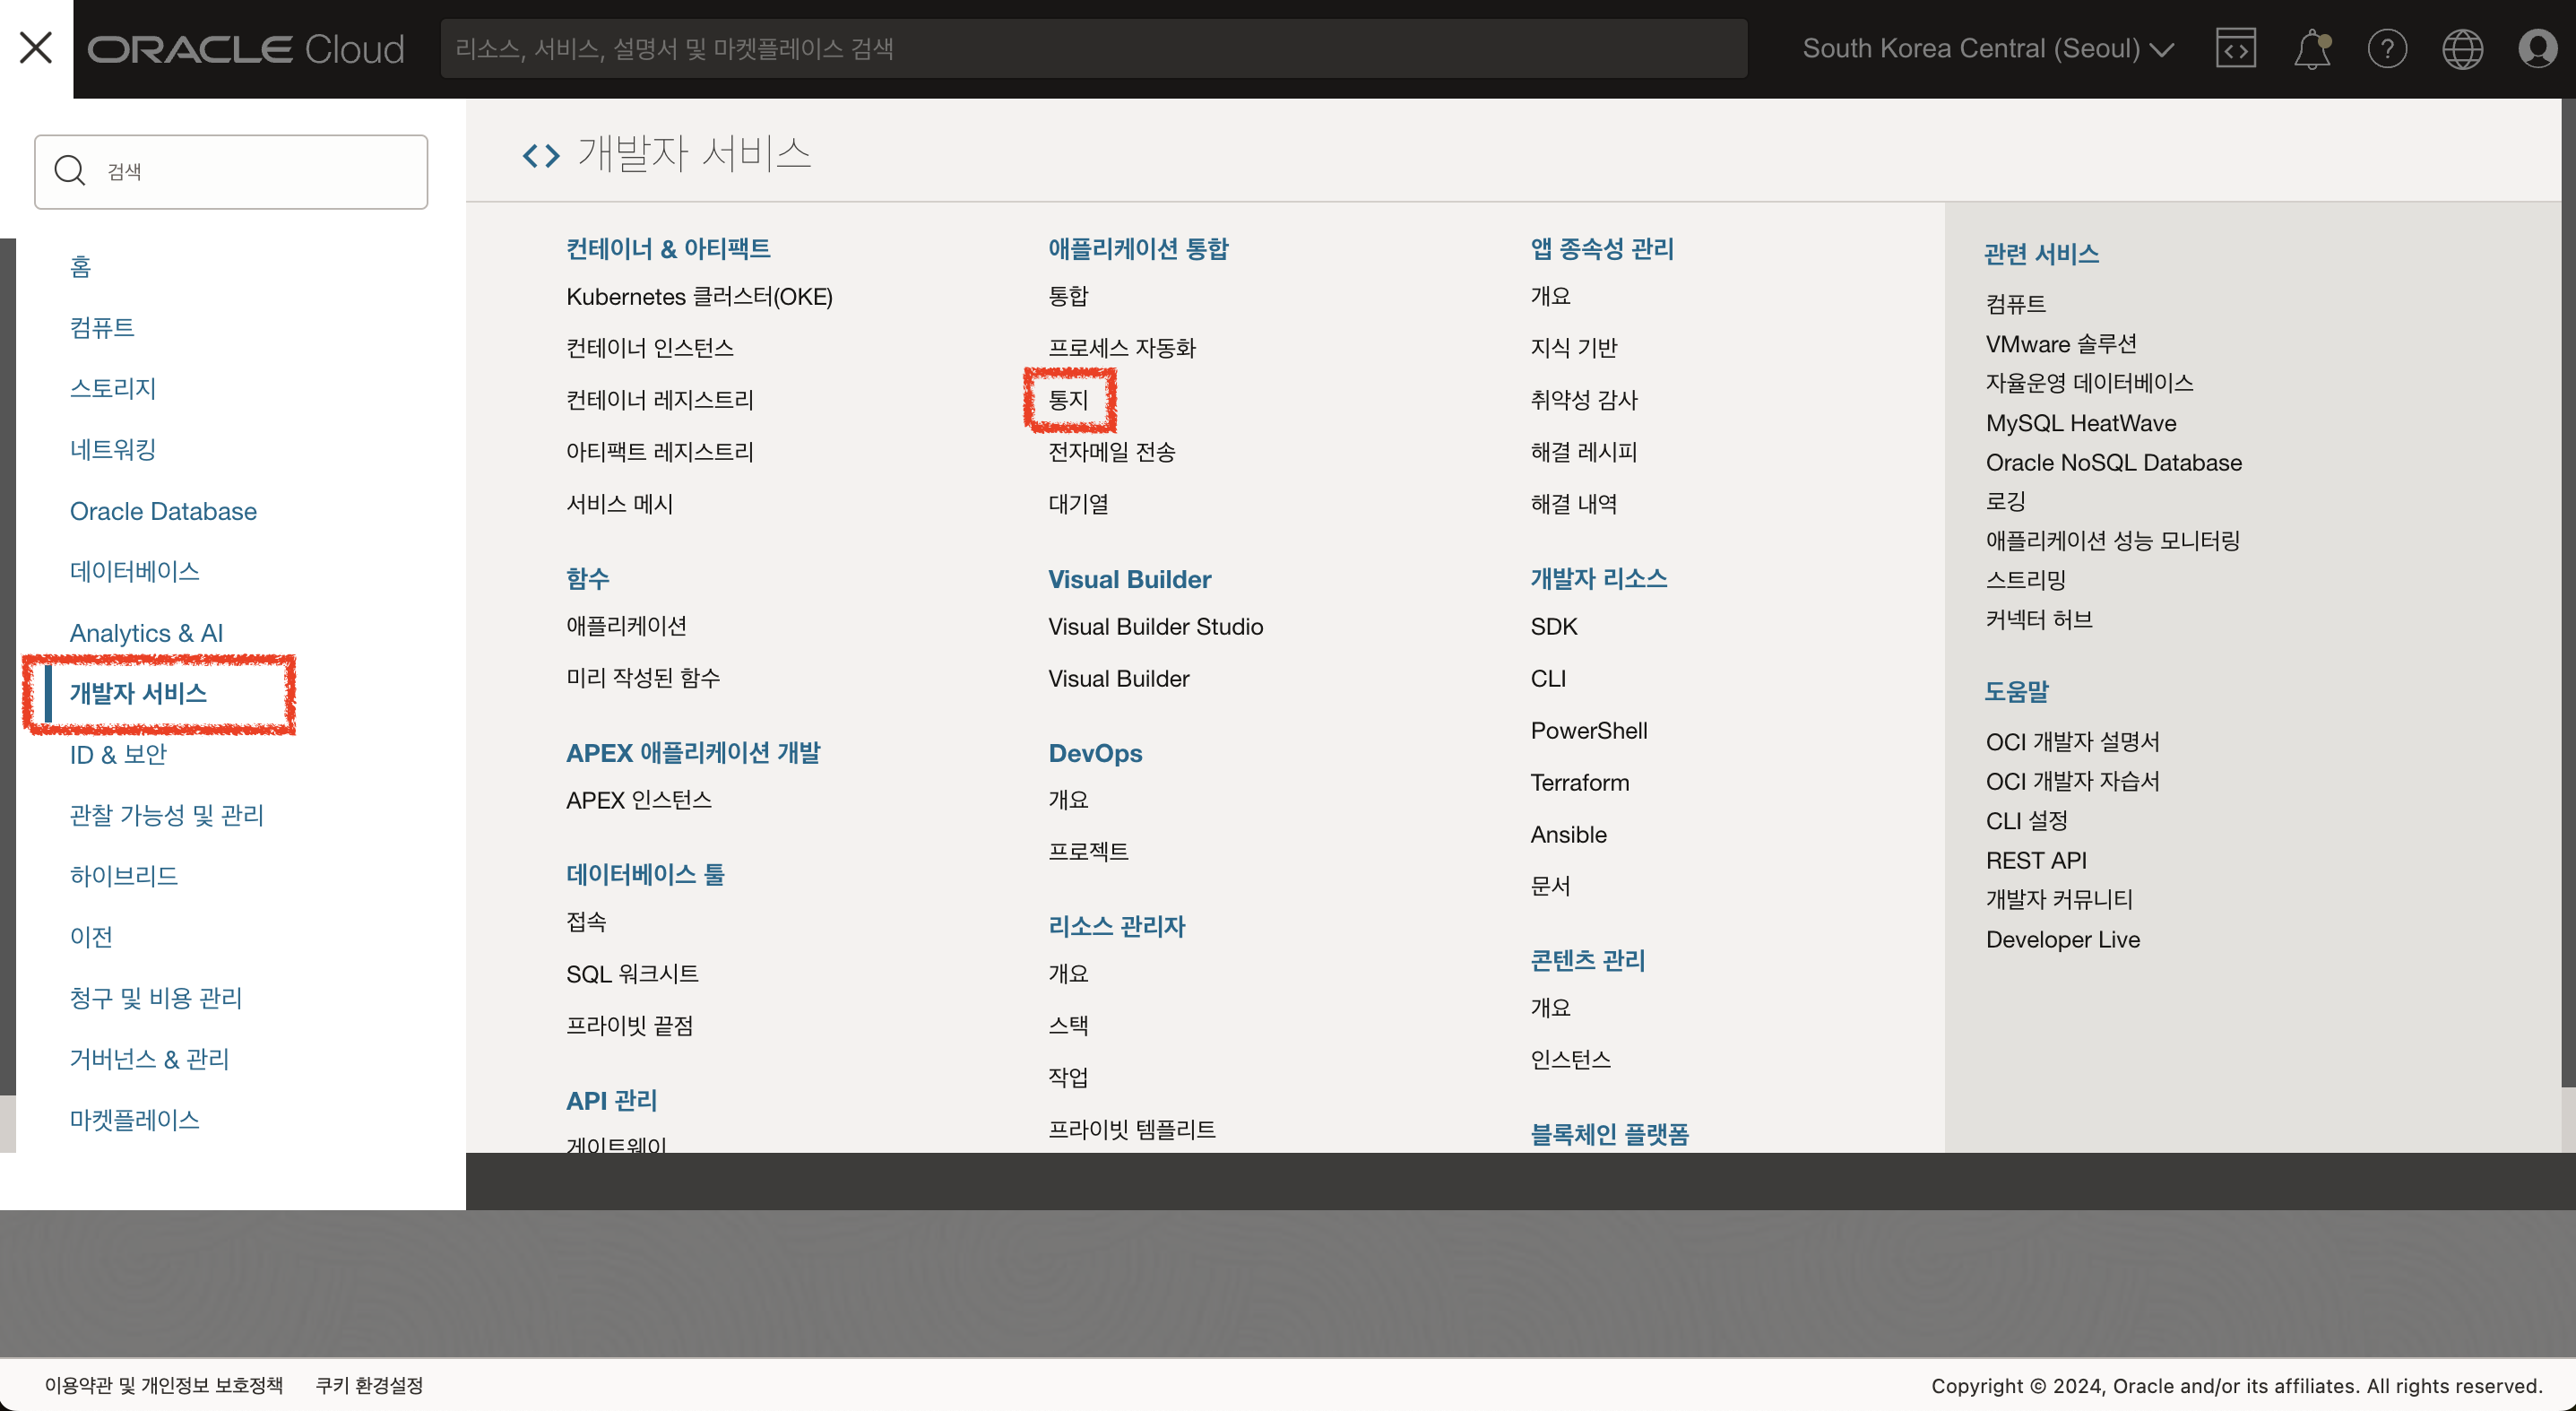 ORACLE Cloud
리소스, 서비스, 설명서 및 마켓플레이스 검색
South Korea Central (Seoul)
검색
홈
컴퓨트
스토리지
네트워킹
Oracle Database
데이터베이스
Analytics & AI
개발자 서비스
ID & 보안
관찰 가능성 및 관리
하이브리드
이전
청구 및 비용 관리
거버넌스 & 관리
마켓플레이스
개발자 서비스
컨테이너 & 아티팩트
Kubernetes 클러스터(OKE)
컨테이너 인스턴스
컨테이너 레지스트리
아티팩트 레지스트리
서비스 메시
함수
애플리케이션
미리 작성된 함수
APEX 애플리케이션 개발
APEX 인스턴스
데이터베이스 툴
접속
SQL 워크시트
프라이빗 끝점
API 관리
게이트웨이
애플리케이션 통합
통합
프로세스 자동화
통지
전자메일 전송
대기열
Visual Builder
Visual Builder Studio
Visual Builder
DevOps
개요
프로젝트
리소스 관리자
개요
스택
작업
프라이빗 템플리트
앱 종속성 관리
개요
지식 기반
취약성 감사
해결 레시피
해결 내역
개발자 리소스
SDK
CLI
PowerShell
Terraform
Ansible
문서
콘텐츠 관리
개요
인스턴스
블록체인 플랫폼
관련 서비스
컴퓨트
VMware 솔루션
자율운영 데이터베이스
MySQL HeatWave
Oracle NoSQL Database
로깅
애플리케이션 성능 모니터링
스트리밍
커넥터 허브
도움말
OCI 개발자 설명서
OCI 개발자 자습서
CLI 설정
REST API
개발자 커뮤니티
Developer Live
이용약관 및 개인정보 보호정책
쿠키 환경설정
Copyright © 2024, Oracle and/or its affiliates. All rights reserved.